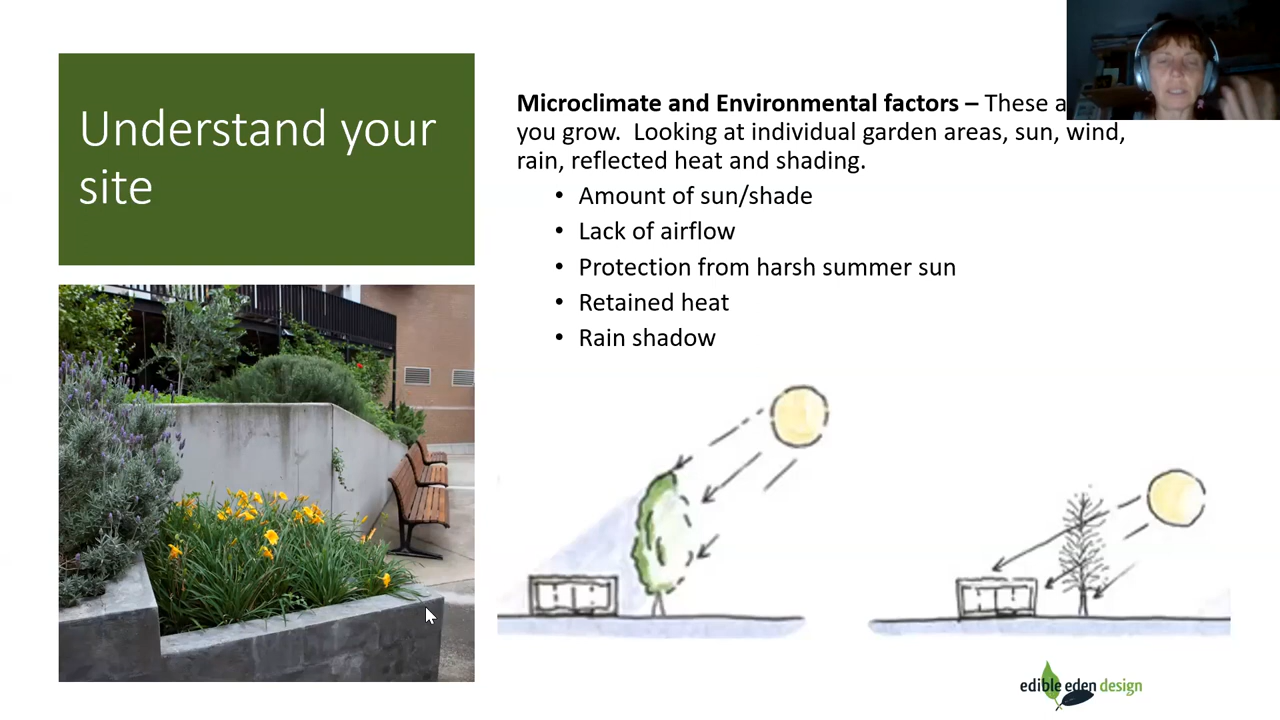 Understand your
site
Microclimate and Environmental factors – These
you grow.  Looking at individual garden areas, sun, wind,
rain, reflected heat and shading.
• Amount of sun/shade
• Lack of airflow
• Protection from harsh summer sun
• Retained heat
• Rain shadow
edible eden design